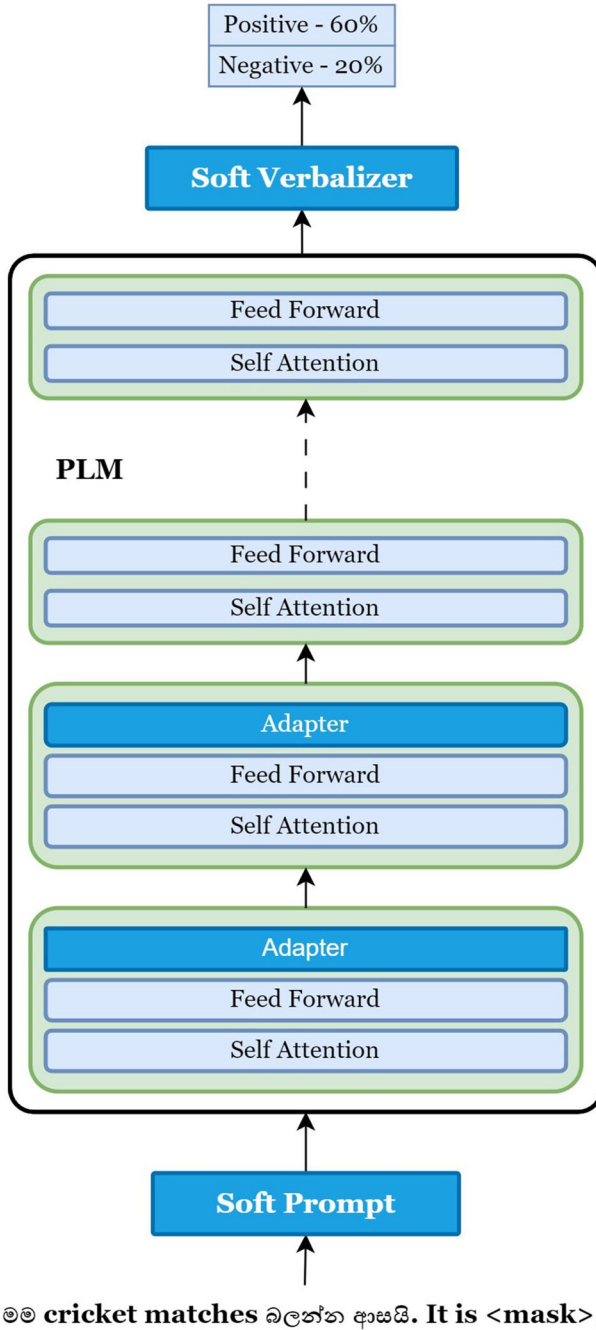 Positive - 60%
Negative - 20%
Soft Verbalizer
Feed Forward
Self Attention
PLM
Feed Forward
Self Attention
Adapter
Feed Forward
Self Attention
Adapter
Feed Forward
Self Attention
Soft Prompt
මම cricket matches බලන්න ආසයි. It is <mask>